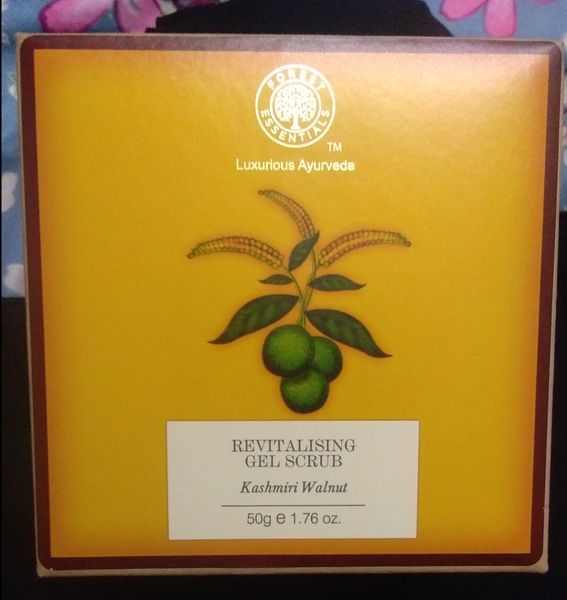 FOREST
ESSENTIALS
TM
Luxurious Ayurveda
REVITALISING
GEL SCRUB
Kashmiri Walnut
50g ℮ 1.76 oz.